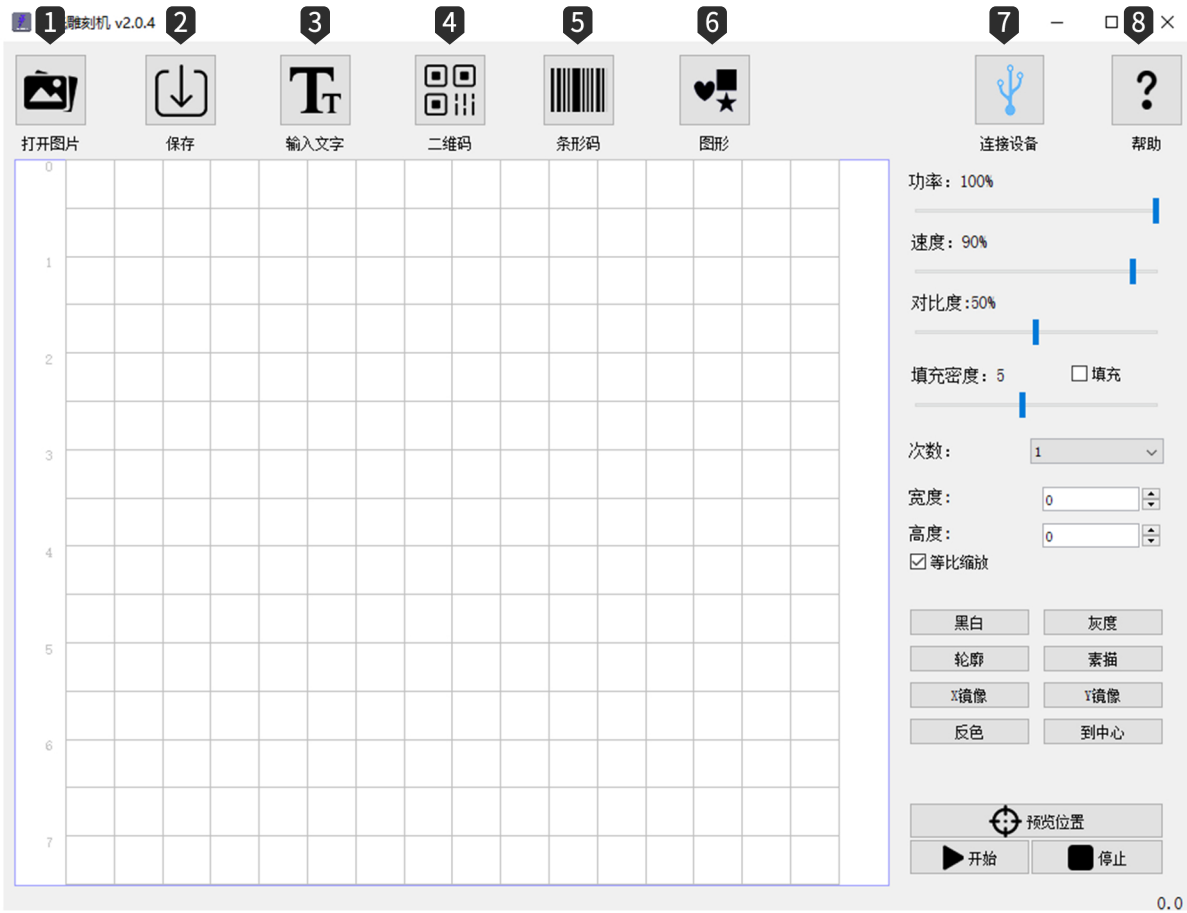 1 2 3 4 5 6 7 8
雕刻机 v2.0.4
打开图片 保存 输入文字 二维码 条形码 图形 连接设备 帮助
0
1
2
3
4
5
6
7
功率: 100%
速度: 90%
对比度:50%
填充密度: 5 填充
次数: 1
宽度: 0
高度: 0
等比缩放
黑白 灰度
轮廓 素描
X镜像 Y镜像
反色 到中心
预览位置
开始 停止
0.0